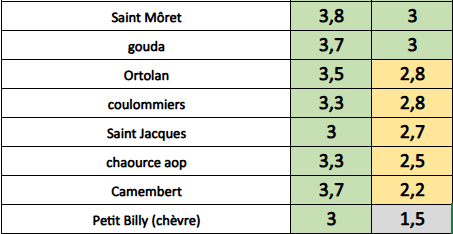 Saint Môret 3,8 3
gouda 3,7 3
Ortolan 3,5 2,8
coulommiers 3,3 2,8
Saint Jacques 3 2,7
chaource aop 3,3 2,5
Camembert 3,7 2,2
Petit Billy (chèvre) 3 1,5